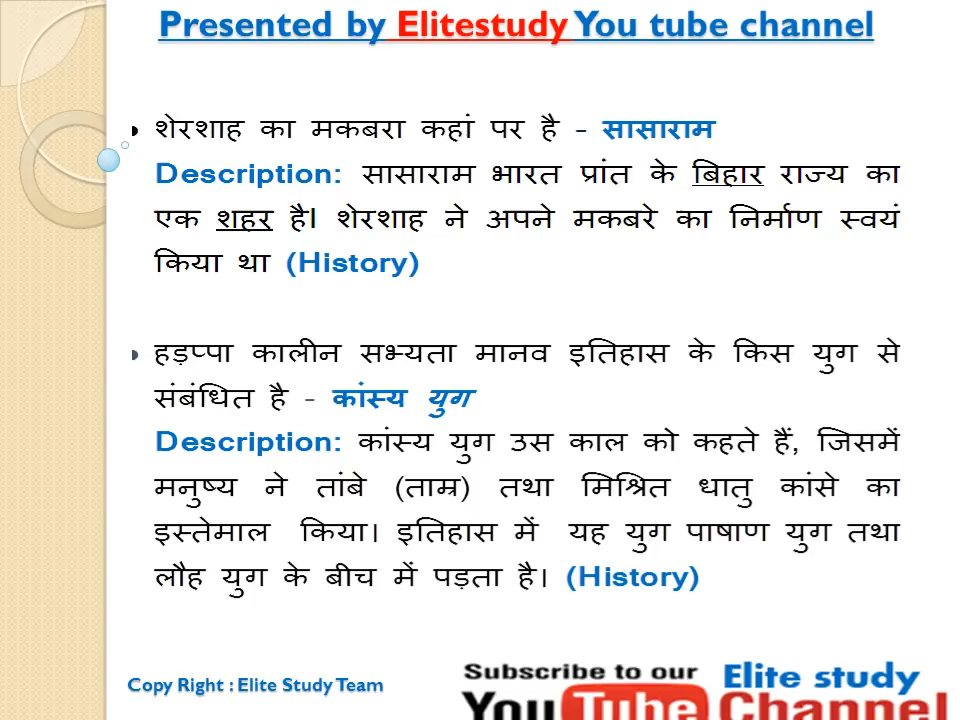 Presented by Elitestudy You tube channel
• शेरशाह का मकबरा कहां पर है - सासाराम
Description: सासाराम भारत प्रांत के बिहार राज्य का
एक शहर है। शेरशाह ने अपने मकबरे का निर्माण स्वयं
किया था (History)
• हड़प्पा कालीन सभ्यता मानव इतिहास के किस युग से
संबंधित है - कांस्य युग
Description: कांस्य युग उस काल को कहते हैं, जिसमें
मनुष्य ने तांबे (ताम्र) तथा मिश्रित धातु कांसे का
इस्तेमाल किया। इतिहास में यह युग पाषाण युग तथा
लौह युग के बीच में पड़ता है। (History)
Copy Right : Elite Study Team
Subscribe to our Elite study
YouTube Channel